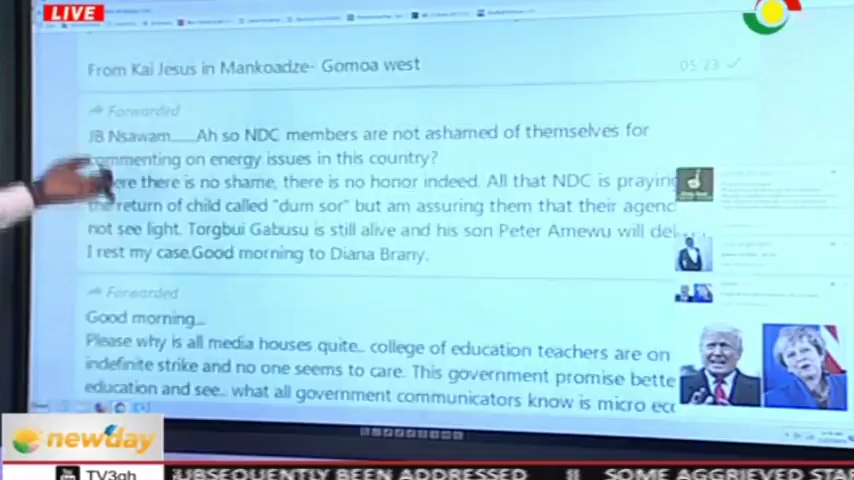 LIVE
From Kai Jesus in Mankoadze- Gomoa west
05:23
Forwarded
JB Nsawam.....Ah so NDC members are not ashamed of themselves for
commenting on energy issues in this country?
there is no shame, there is no honor indeed. All that NDC is praying
the return of child called "dum sor" but am assuring them that their agend
not see light. Torgbui Gabusu is still alive and his son Peter Amewu will del
I rest my case.Good morning to Diana Brany.
Forwarded
Good morning...
Please why is all media houses quite.. college of education teachers are on
indefinite strike and no one seems to care. This government promise bette
education and see.. what all government communicators know is micro ecc
newday
TV3gh
UBSEQUENTLY BEEN ADDRESSED || SOME AGGRIEVED STA